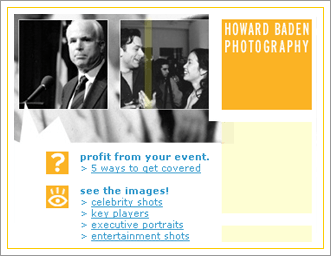 HOWARD BADEN
PHOTOGRAPHY
?
profit from your event.
> 5 ways to get covered
see the images!
> celebrity shots
> key players
> executive portraits
> entertainment shots